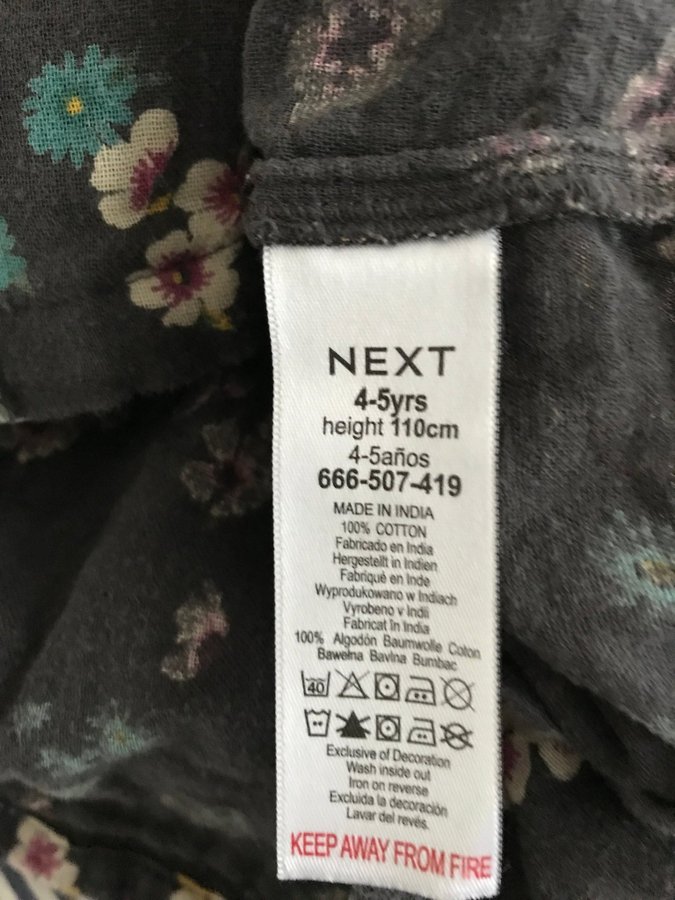 NEXT
4-5yrs
height 110cm
4-5años
666-507-419
MADE IN INDIA
100% COTTON
Fabricado en India
Hergestellt in Indien
Fabriqué en Inde
Wyprodukowano w Indiach
Vyrobeno v Indii
Fabricat În India
100% Algodón Baumwolle Coton
Bawełna Bavlna Bumbac
40
Exclusive of Decoration
Wash inside out
Iron on reverse
Excluida la decoración
Lavar del revés.
KEEP AWAY FROM FIRE